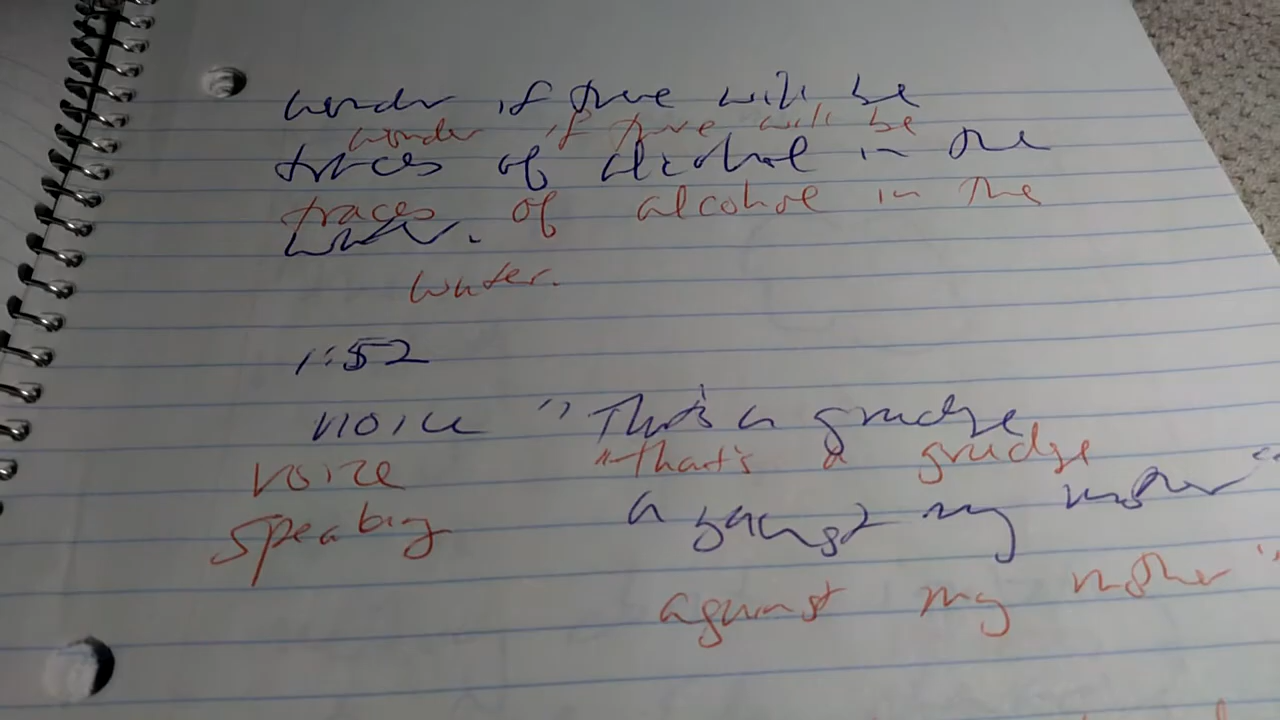 wonder if there will be
wonder if there will be
traces of alcohol in the
traces of alcohol in the
water.
water.
1:52
voice "That's a grudge
voice "that's a grudge
speaking
against my mother"
against my mother"